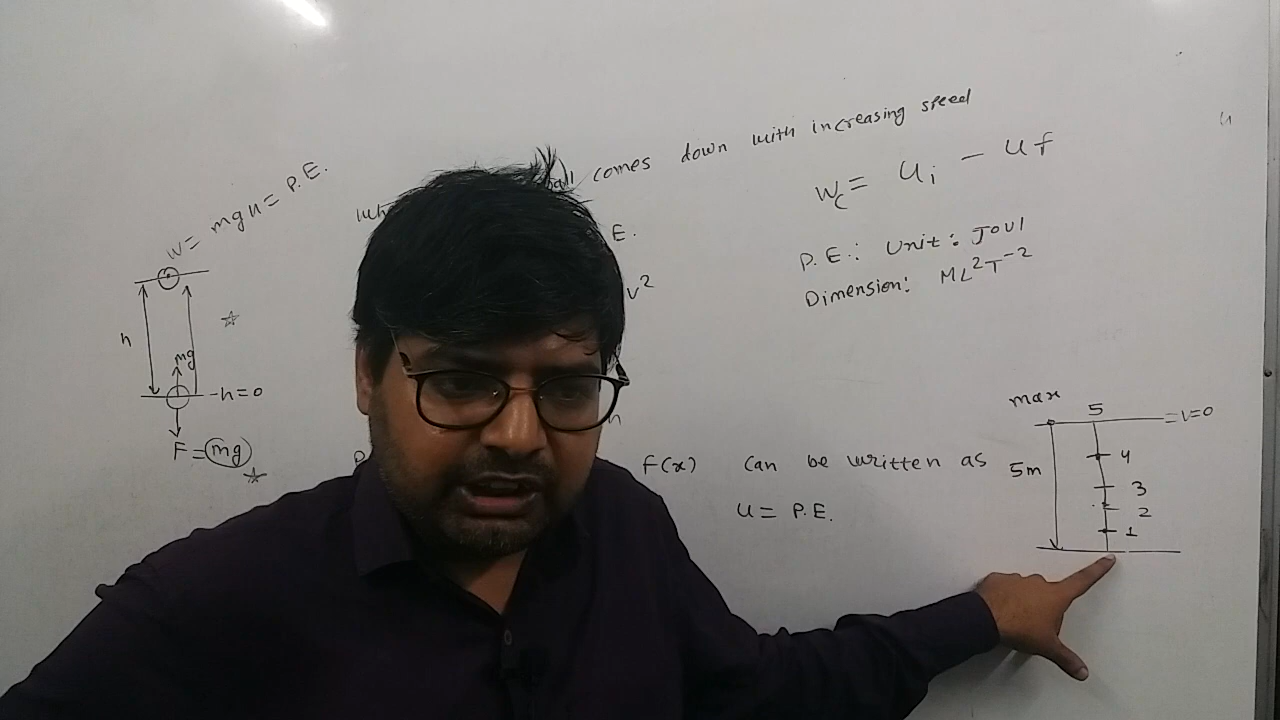 comes down with increasing speed
W = mgh = P.E.
E.
v²
h
mg
-h=0
F = mg
Wc = Ui - Uf
P.E.: Unit: Joul
Dimension: ML²T⁻²
F(x) can be written as
U = P.E.
max
5
=v=0
5m
4
3
2
1